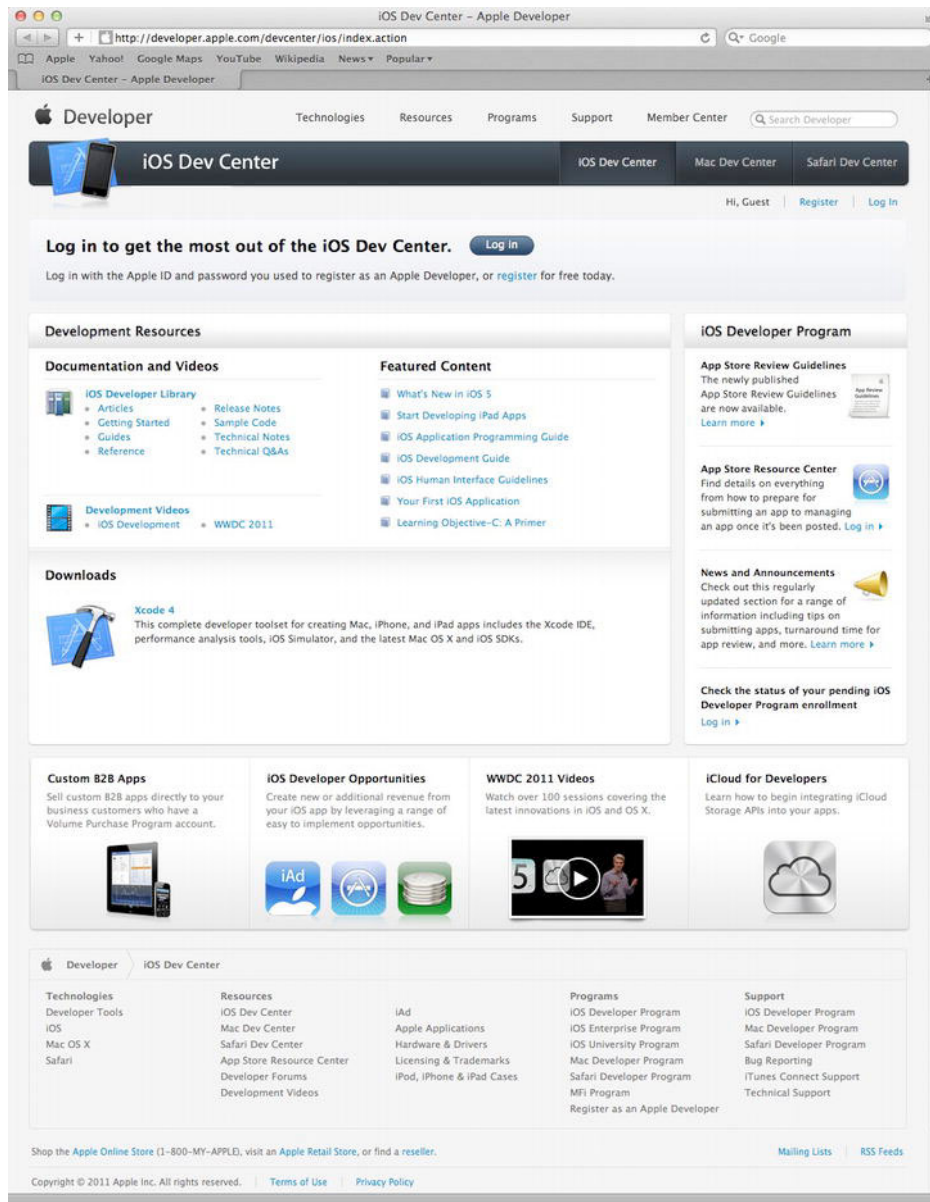 iOS Dev Center – Apple Developer
http://developer.apple.com/devcenter/ios/index.action
Google
Apple Yahoo! Google Maps YouTube Wikipedia News Popular
iOS Dev Center – Apple Developer
Developer
Technologies Resources Programs Support Member Center Search Developer
iOS Dev Center
iOS Dev Center Mac Dev Center Safari Dev Center
Hi, Guest Register Log In
Log in to get the most out of the iOS Dev Center. Log in
Log in with the Apple ID and password you used to register as an Apple Developer, or register for free today.
Development Resources
Documentation and Videos
iOS Developer Library
Articles
Getting Started
Guides
Reference
Release Notes
Sample Code
Technical Notes
Technical Q&As
Development Videos
iOS Development WWDC 2011
Featured Content
What's New in iOS 5
Start Developing iPad Apps
iOS Application Programming Guide
iOS Development Guide
iOS Human Interface Guidelines
Your First iOS Application
Learning Objective-C: A Primer
Downloads
Xcode 4
This complete developer toolset for creating Mac, iPhone, and iPad apps includes the Xcode IDE,
performance analysis tools, iOS Simulator, and the latest Mac OS X and iOS SDKs.
iOS Developer Program
App Store Review Guidelines
The newly published
App Store Review Guidelines
are now available.
Learn more
App Review
Guidelines
App Store Resource Center
Find details on everything
from how to prepare for
submitting an app to managing
an app once it's been posted. Log in
News and Announcements
Check out this regularly
updated section for a range of
information including tips on
submitting apps, turnaround time for
app review, and more. Learn more
Check the status of your pending iOS
Developer Program enrollment
Log in
Custom B2B Apps
Sell custom B2B apps directly to your
business customers who have a
Volume Purchase Program account.
iOS Developer Opportunities
Create new or additional revenue from
your iOS app by leveraging a range of
easy to implement opportunities.
iAd
WWDC 2011 Videos
Watch over 100 sessions covering the
latest innovations in iOS and OS X.
5
iCloud for Developers
Learn how to begin integrating iCloud
Storage APIs into your apps.
Developer iOS Dev Center
Technologies
Developer Tools
iOS
Mac OS X
Safari
Resources
iOS Dev Center
Mac Dev Center
Safari Dev Center
App Store Resource Center
Developer Forums
Development Videos
iAd
Apple Applications
Hardware & Drivers
Licensing & Trademarks
iPod, iPhone & iPad Cases
Programs
iOS Developer Program
iOS Enterprise Program
iOS University Program
Mac Developer Program
Safari Developer Program
MFi Program
Register as an Apple Developer
Support
iOS Developer Program
Mac Developer Program
Safari Developer Program
Bug Reporting
iTunes Connect Support
Technical Support
Shop the Apple Online Store (1-800-MY-APPLE), visit an Apple Retail Store, or find a reseller.
Mailing Lists RSS Feeds
Copyright © 2011 Apple Inc. All rights reserved. Terms of Use Privacy Policy